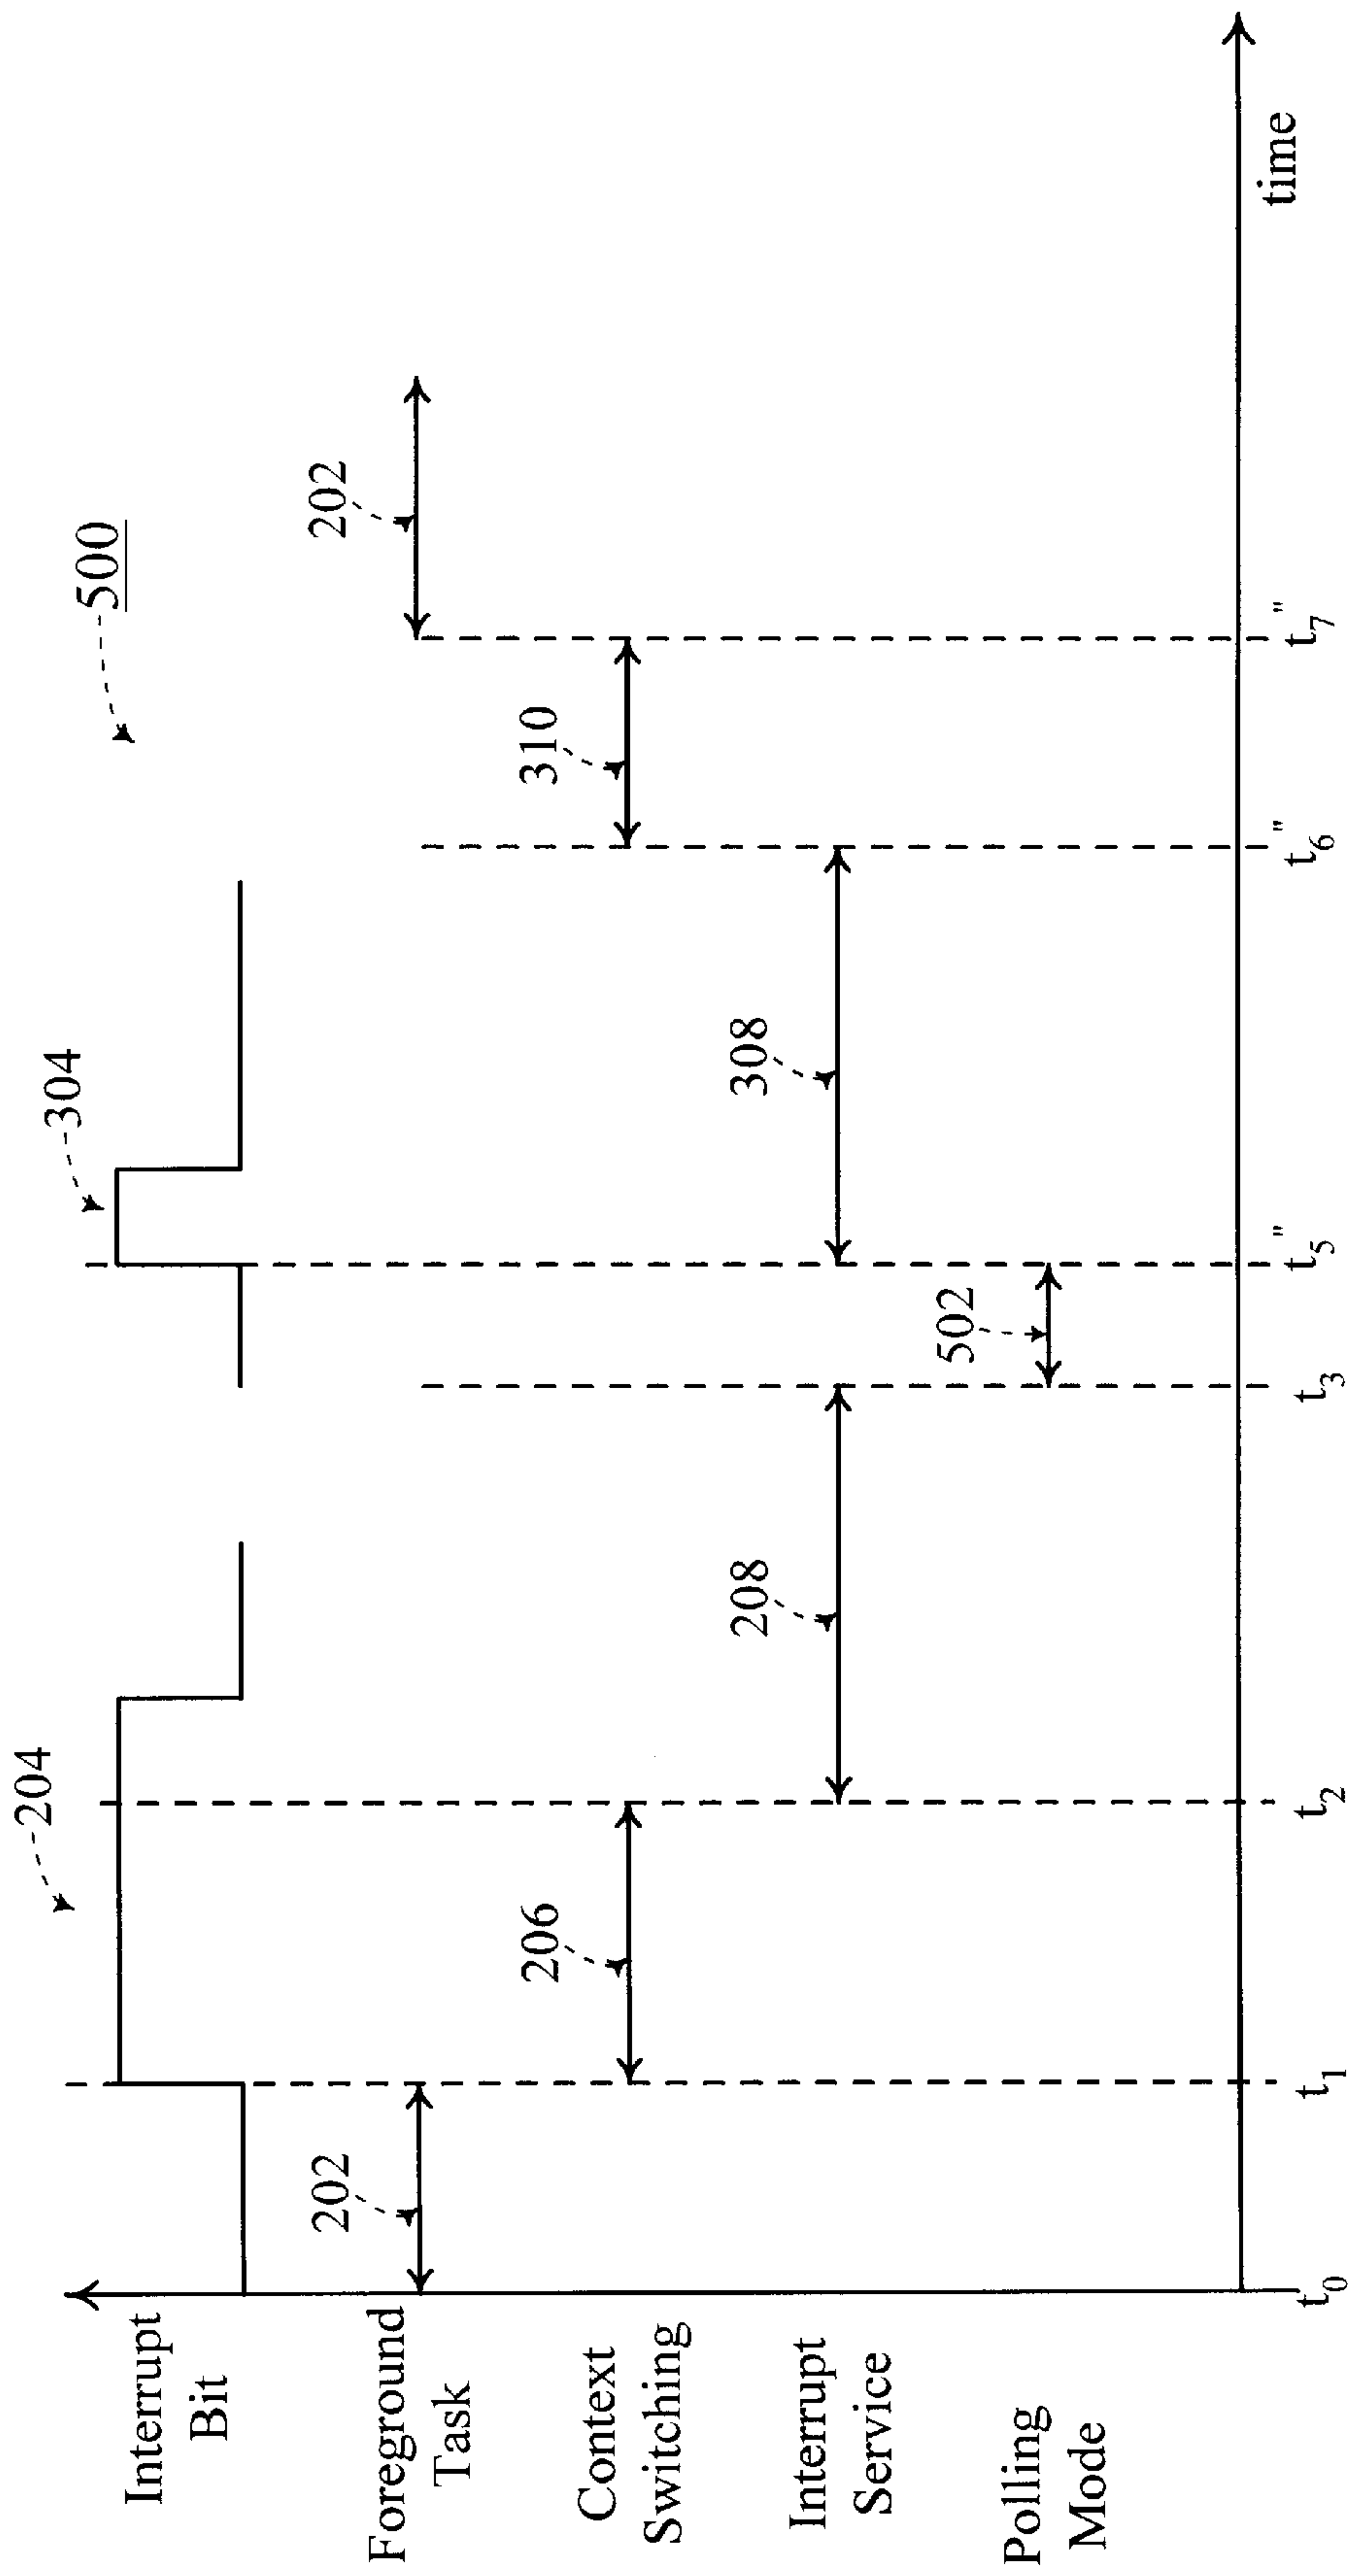 204
304
500
Interrupt
Bit
202
202
Foreground
Task
206
310
Context
Switching
208
308
Interrupt
Service
502
Polling
Mode
time
t0
t1
t2
t3
t5"
t6"
t7"